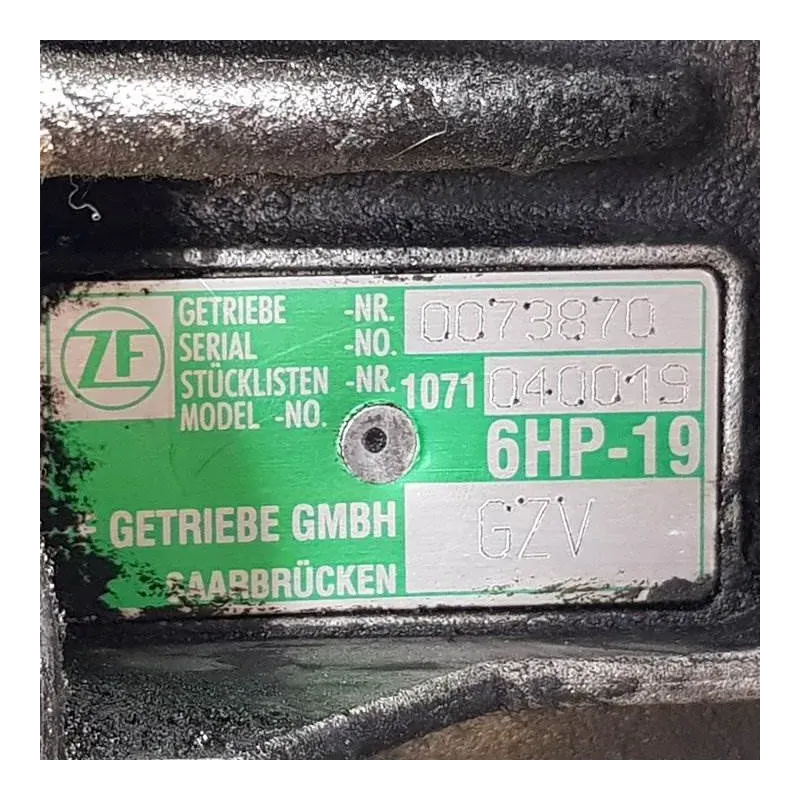 ZF
GETRIEBE -NR. 0073870
SERIAL -NO.
STÜCKLISTEN -NR. 1071 040019
MODEL -NO.
6HP-19
GETRIEBE GMBH GZV
SAARBRÜCKEN